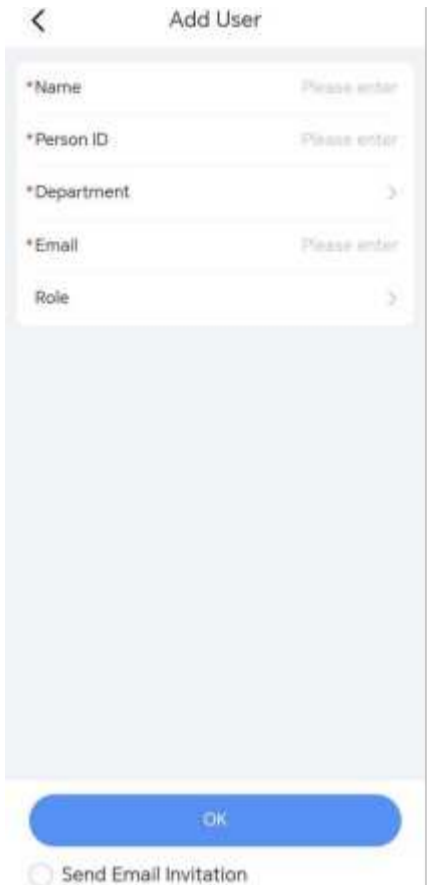 Add User
*Name Please enter
*Person ID Please enter
*Department
*Email Please enter
Role
OK
Send Email Invitation